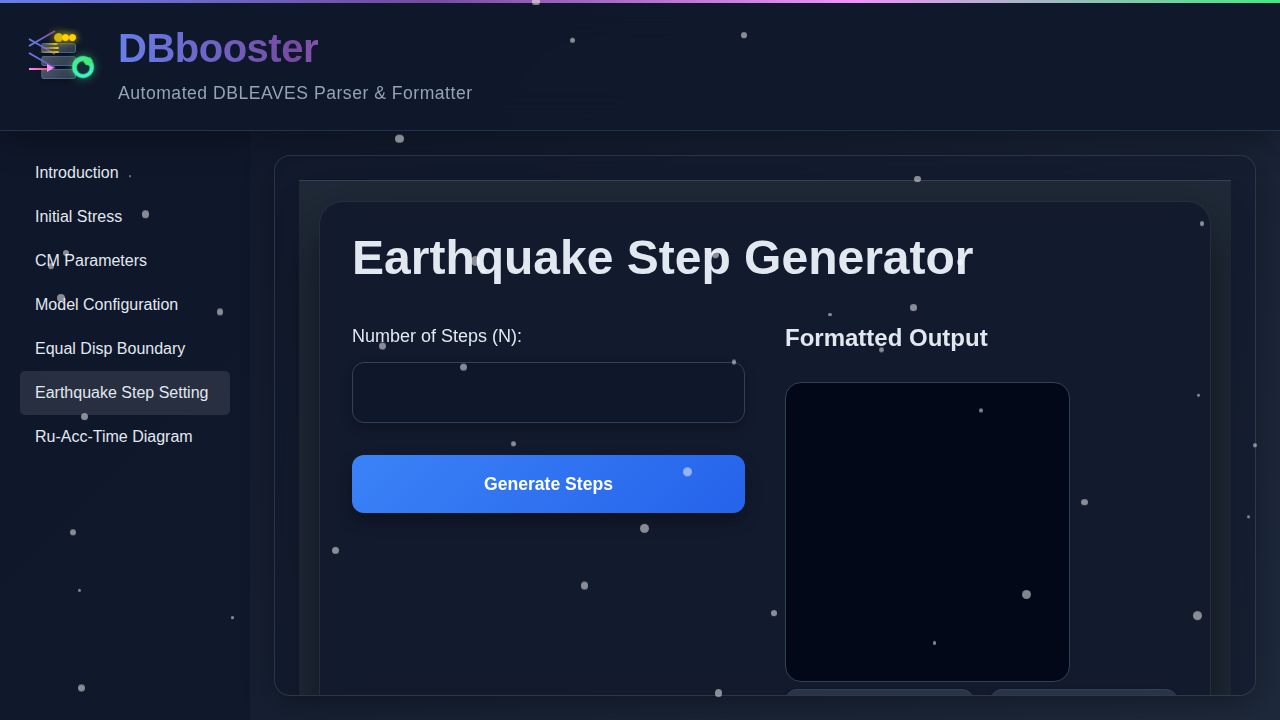 DBbooster
Automated DBLEAVES Parser & Formatter
Introduction
Initial Stress
CM Parameters
Model Configuration
Equal Disp Boundary
Earthquake Step Setting
Ru-Acc-Time Diagram
Earthquake Step Generator
Number of Steps (N):
Generate Steps
Formatted Output